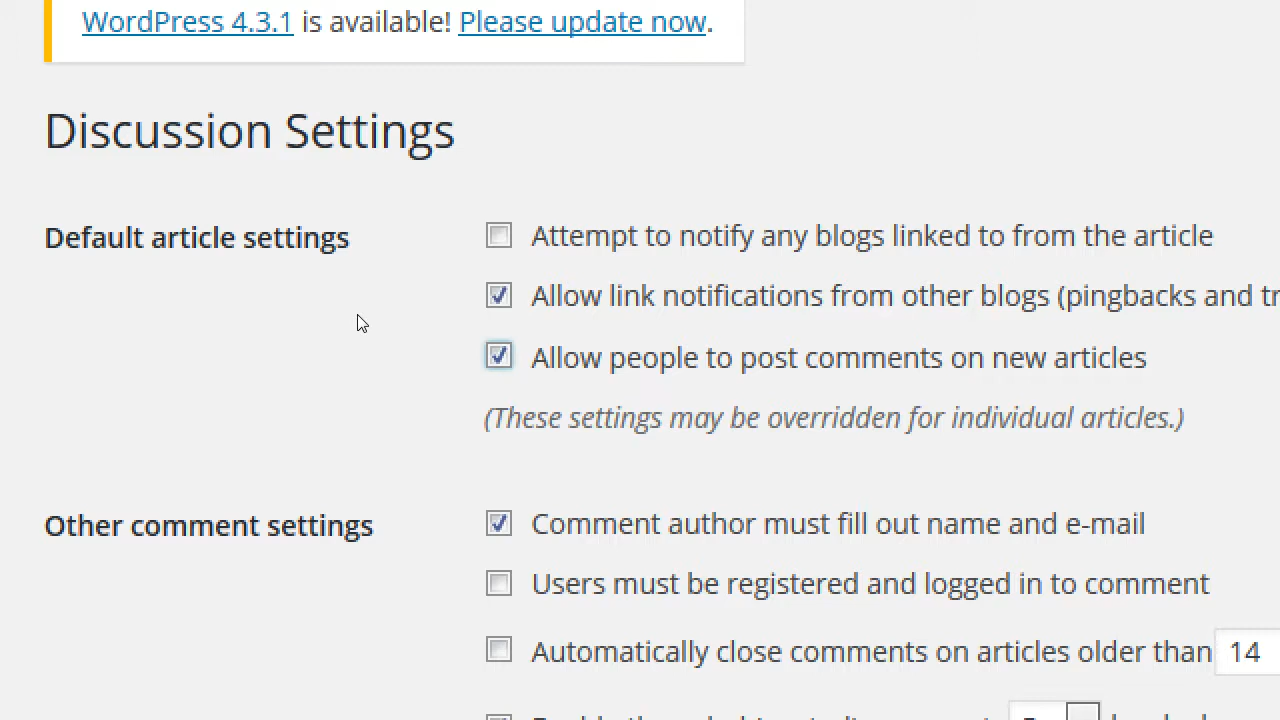 WordPress 4.3.1 is available! Please update now.
Discussion Settings
Default article settings
Attempt to notify any blogs linked to from the article
Allow link notifications from other blogs (pingbacks and
Allow people to post comments on new articles
(These settings may be overridden for individual articles.)
Other comment settings
Comment author must fill out name and e-mail
Users must be registered and logged in to comment
Automatically close comments on articles older than 14